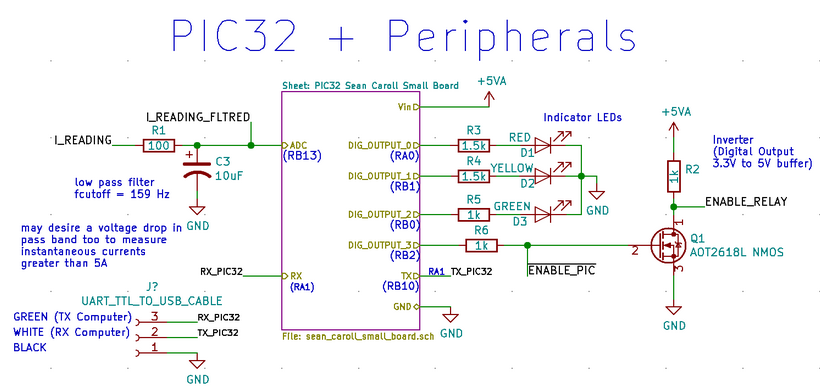 PIC32 + Peripherals
Sheet: PIC32 Sean Caroll Small Board
+5VA
Vin
Indicator LEDs
+5VA
I_READING_FLTRED
I_READING
R1
100
ADC
(RB13)
DIG_OUTPUT_0
(RA0)
R3
1.5k
RED
D1
Inverter
(Digital Output
3.3V to 5V buffer)
+
C3
10uF
DIG_OUTPUT_1
(RB1)
R4
1.5k
YELLOW
D2
1k
R2
low pass filter
fcutoff = 159 Hz
GND
DIG_OUTPUT_2
(RB0)
R5
1k
GREEN
D3
GND
ENABLE_RELAY
may desire a voltage drop in
pass band too to measure
instantaneous currents
greater than 5A
DIG_OUTPUT_3
(RB2)
R6
1k
ENABLE_PIC
2
1
3
Q1
AOT2618L NMOS
RX_PIC32
RX
(RA1)
TX
(RB10)
RA1
TX_PIC32
J?
UART_TTL_TO_USB_CABLE
GND
GND
GND
GREEN (TX Computer)
3
RX_PIC32
WHITE (RX Computer)
2
TX_PIC32
BLACK
1
GND
File: sean_caroll_small_board.sch